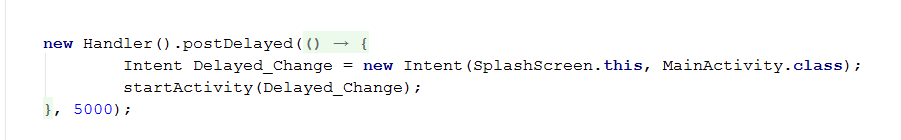 new Handler().postDelayed(() → {
Intent Delayed_Change = new Intent(SplashScreen.this, MainActivity.class);
startActivity(Delayed_Change);
}, 5000);